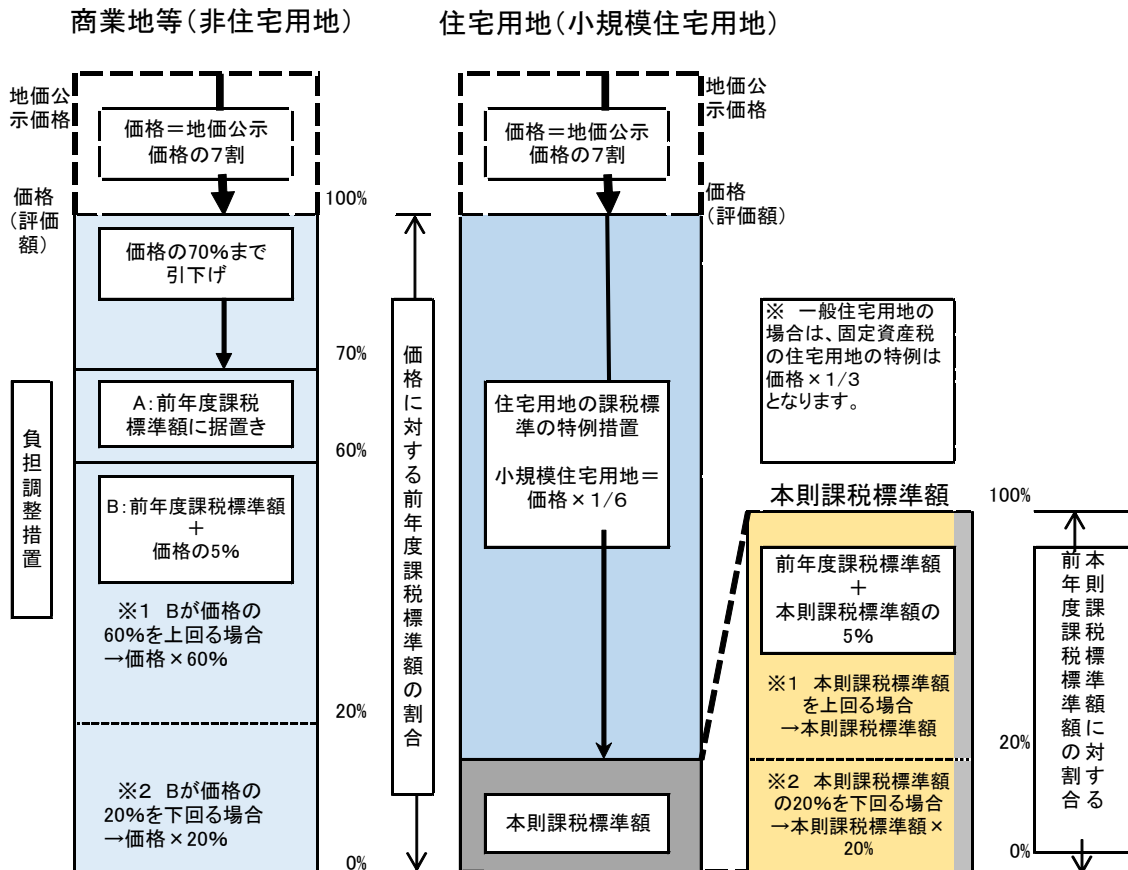 商業地等(非住宅用地)
地価公
示価格
価格＝地価公示
価格の7割
価格
(評価
額)
100%
価格の70%まで
引下げ
70%
A:前年度課税
標準額に据置き
60%
負担調整措置
B:前年度課税標準額
＋
価格の5%
※1 Bが価格の
60%を上回る場合
→価格×60%
20%
※2 Bが価格の
20%を下回る場合
→価格×20%
0%
価格に対する前年度課税標準額の割合
住宅用地(小規模住宅用地)
地価公
示価格
価格＝地価公示
価格の7割
価格
(評価額)
住宅用地の課税標
準の特例措置
小規模住宅用地＝
価格×1/6
本則課税標準額
※ 一般住宅用地の
場合は、固定資産税
の住宅用地の特例は
価格×1/3
となります。
本則課税標準額
100%
前年度課税標準額
＋
本則課税標準額の
5%
※1 本則課税標準額
を上回る場合
→本則課税標準額
20%
※2 本則課税標準額
の20%を下回る場合
→本則課税標準額×
20%
0%
本則課税標準額に対する
前年度課税標準額の割合